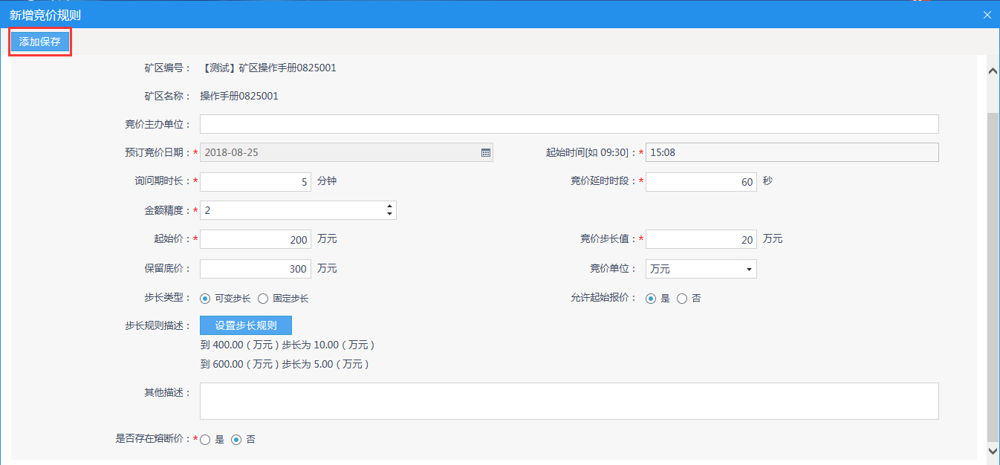 新增竞价规则
添加保存
矿区编号： 【测试】矿区操作手册0825001
矿区名称： 操作手册0825001
竞价主办单位：
预订竞价日期：* 2018-08-25 起始时间[如 09:30]：* 15:08
询问期时长：* 5 分钟 竞价延时时段：* 60 秒
金额精度：* 2
起始价：* 200 万元 竞价步长值：* 20 万元
保留底价： 300 万元 竞价单位： 万元
步长类型： 可变步长 固定步长 允许起始报价： 是 否
步长规则描述： 设置步长规则
到 400.00（万元）步长为 10.00（万元）
到 600.00（万元）步长为 5.00（万元）
其他描述：
是否存在熔断价：* 是 否